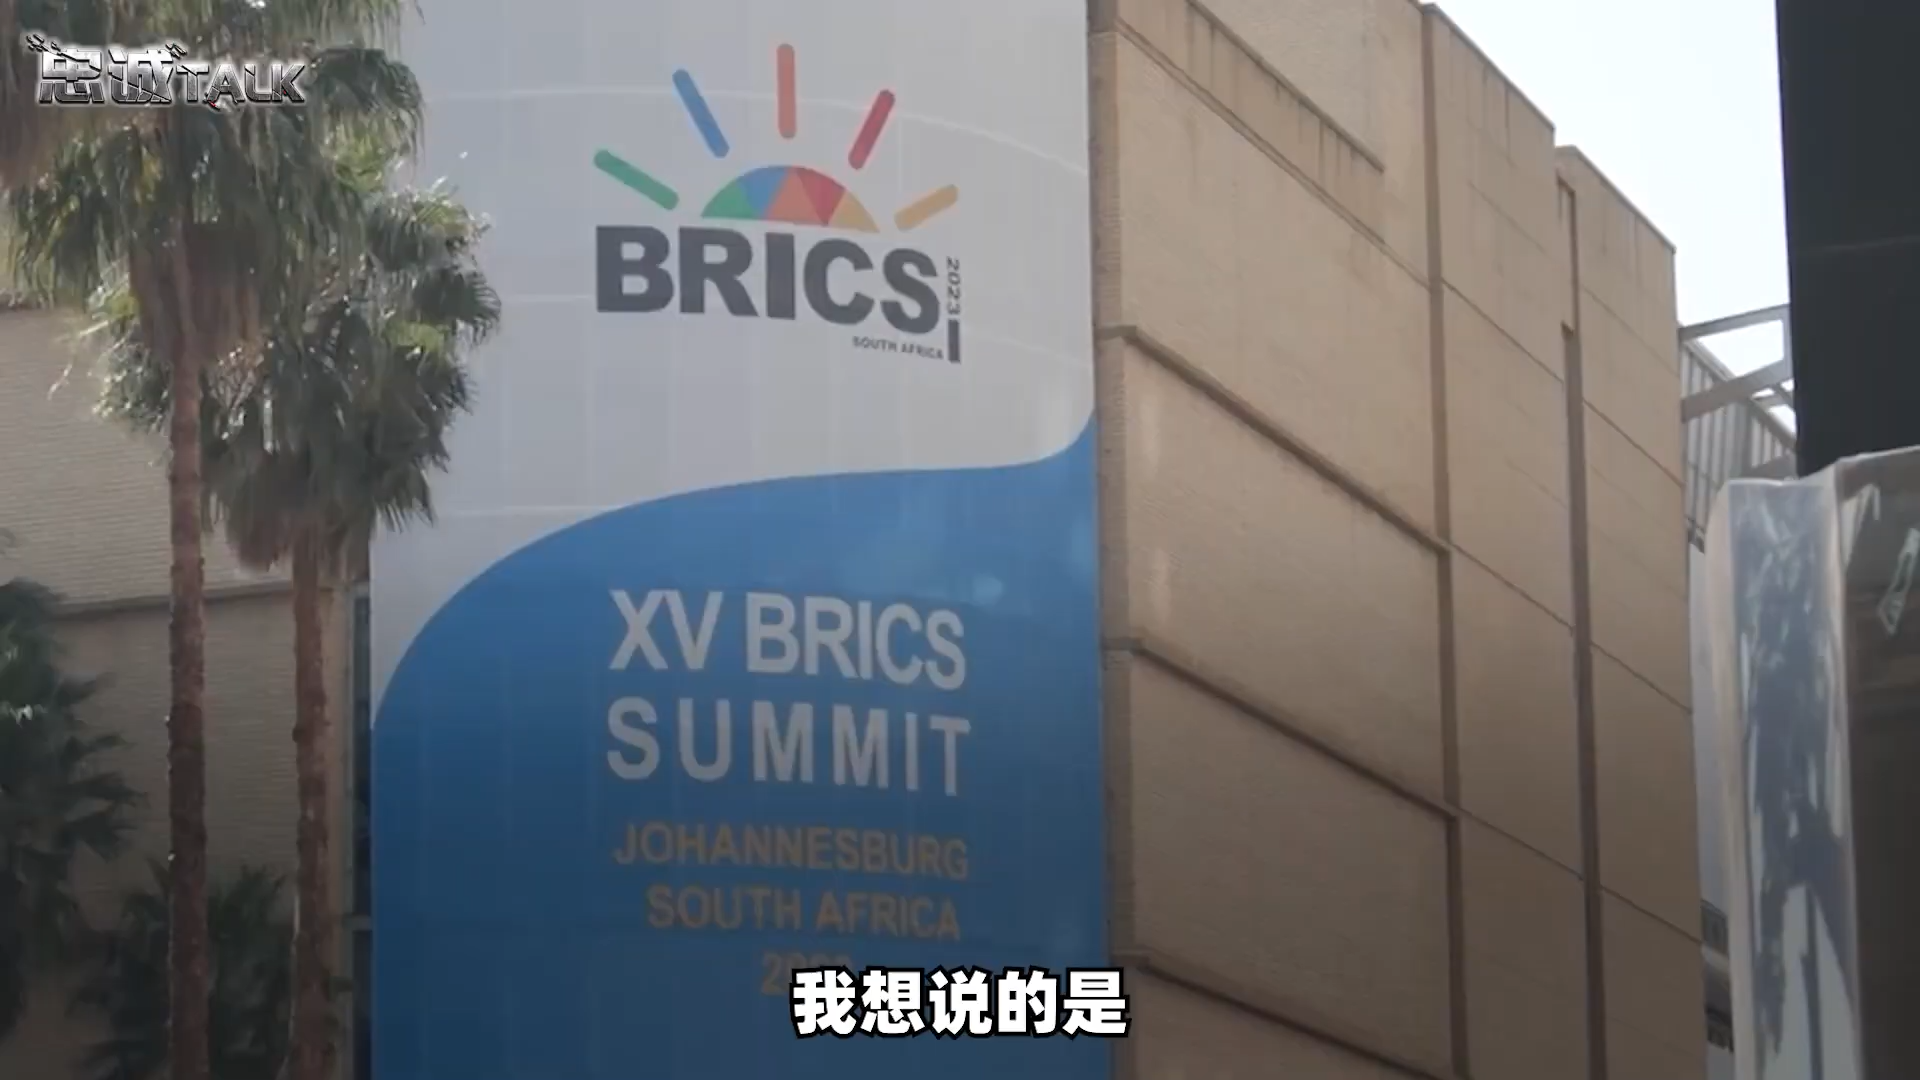 忠诚TALK
BRICS
2023
SOUTH AFRICA
XV BRICS
SUMMIT
JOHANNESBURG
SOUTH AFRICA
我想说的是